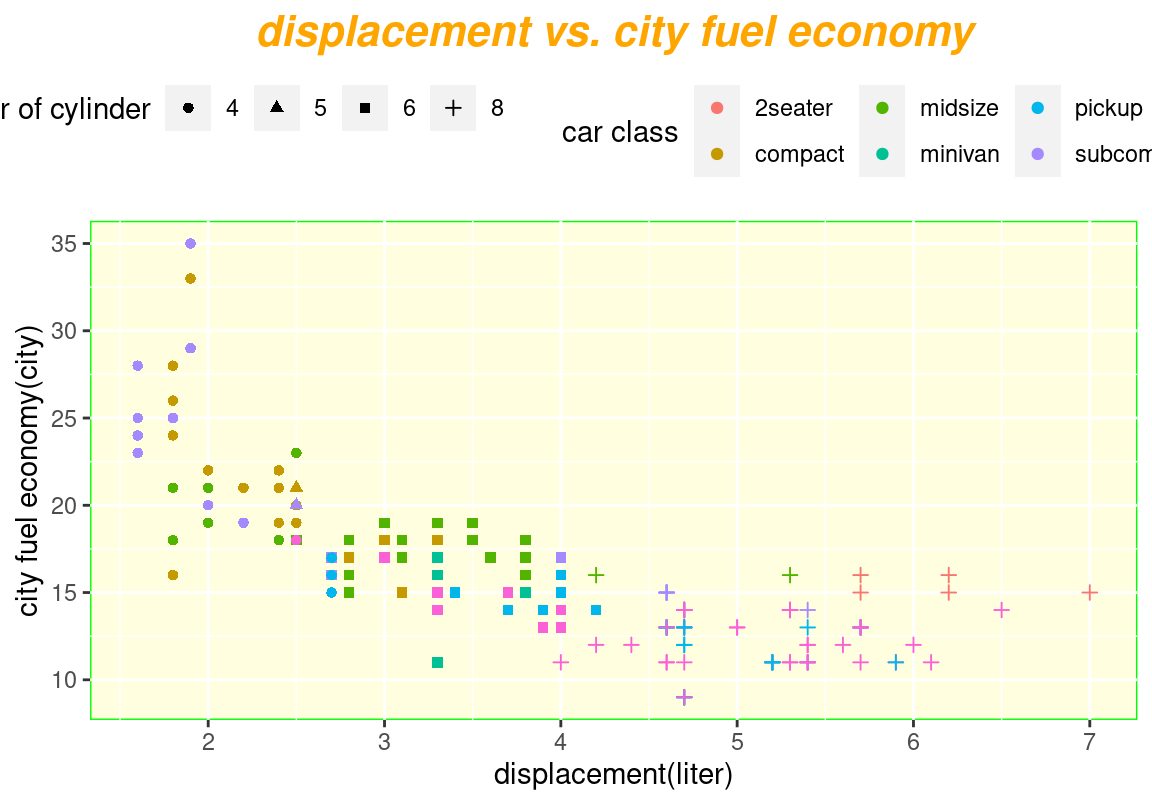 displacement vs. city fuel economy
r of cylinder 4 5 6 8
car class 2seater midsize pickup
compact minivan subcom
35
30
25
20
15
10
city fuel economy(city)
2 3 4 5 6 7
displacement(liter)